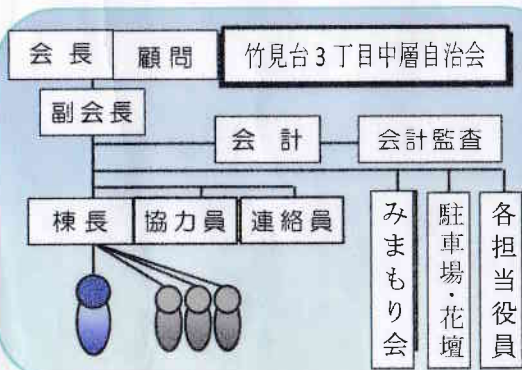 会長
顧問
竹見台3丁目中層自治会
副会長
会計
会計監査
棟長
協力員
連絡員
みまもり会
駐車場・花壇
各担当役員